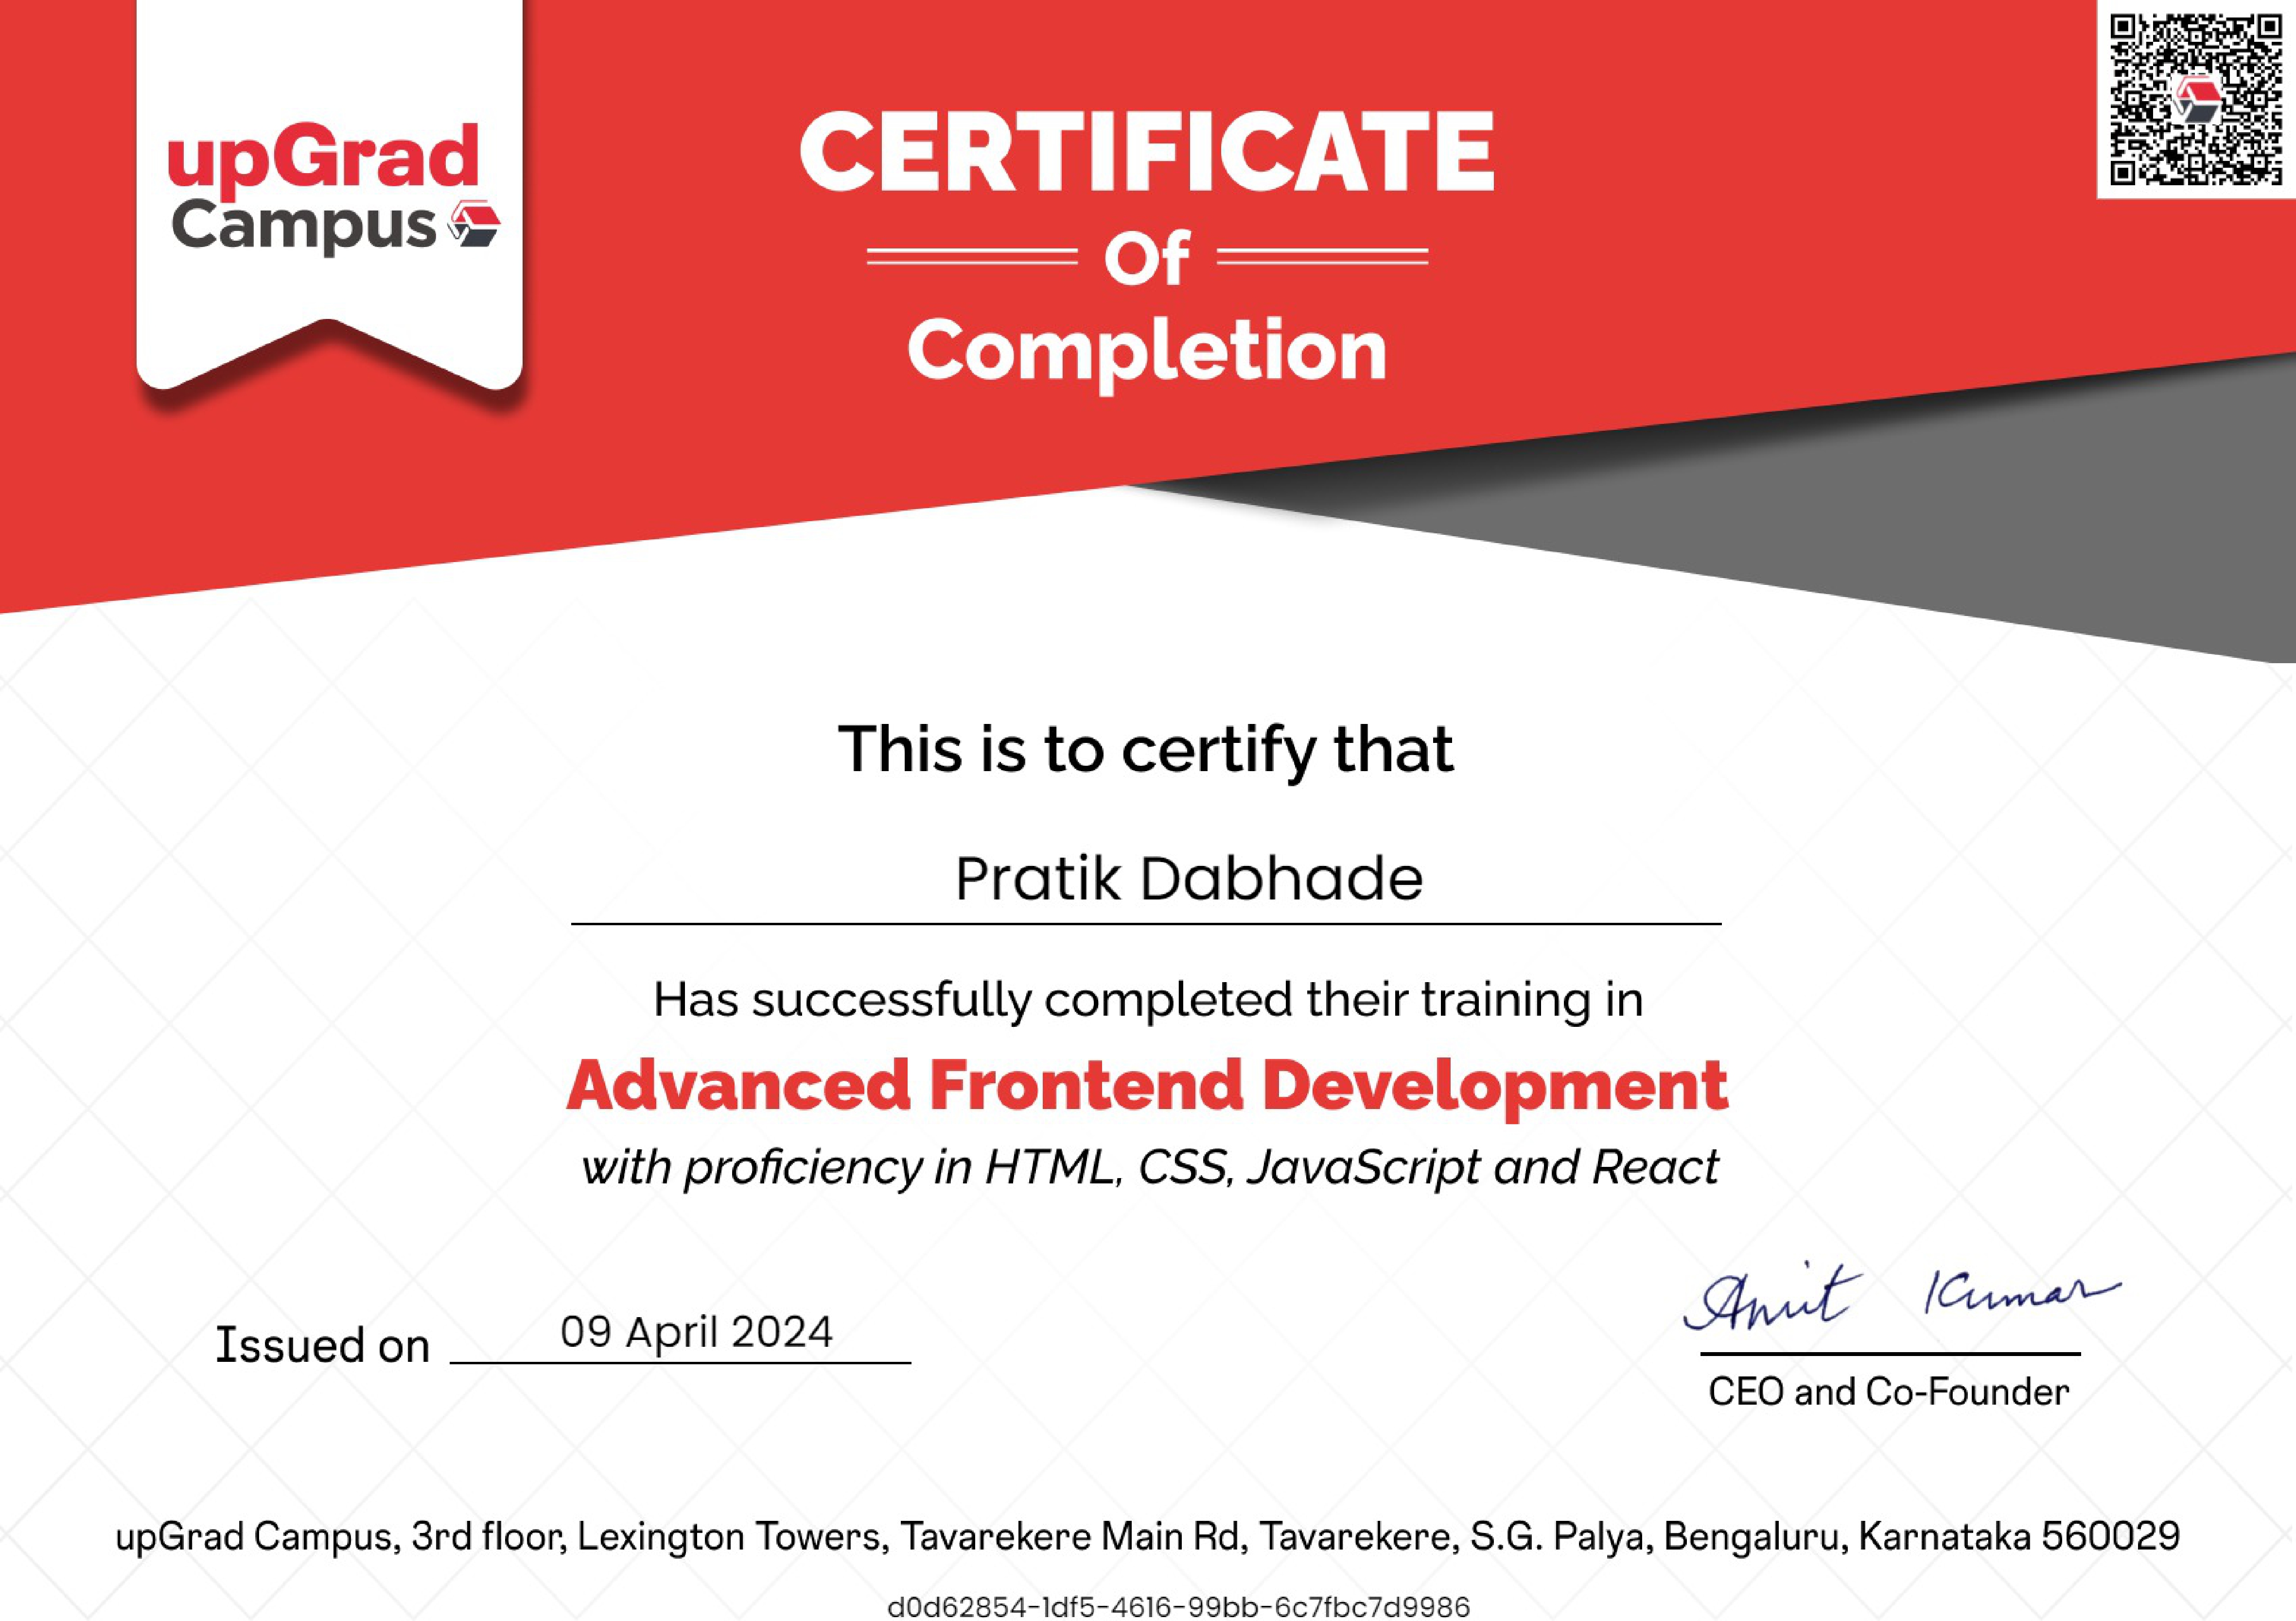 upGrad
Campus
CERTIFICATE
Of
Completion
This is to certify that
Pratik Dabhade
Has successfully completed their training in
Advanced Frontend Development
with proficiency in HTML, CSS, JavaScript and React
Issued on 09 April 2024
Amit Kumar
CEO and Co-Founder
upGrad Campus, 3rd floor, Lexington Towers, Tavarekere Main Rd, Tavarekere, S.G. Palya, Bengaluru, Karnataka 560029
d0d62854-1df5-4616-99bb-6c7fbc7d9986